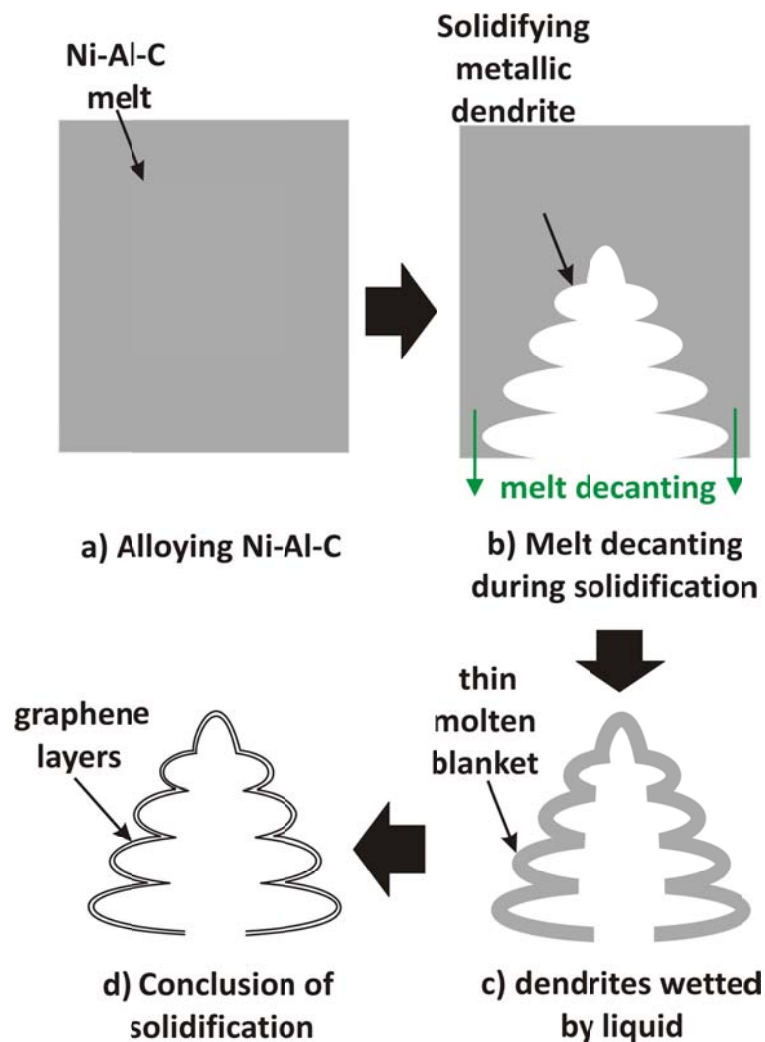 Ni-Al-C
melt
Solidifying
metallic
dendrite
melt decanting
a) Alloying Ni-Al-C
b) Melt decanting
during solidification
graphene
layers
thin
molten
blanket
d) Conclusion of
solidification
c) dendrites wetted
by liquid